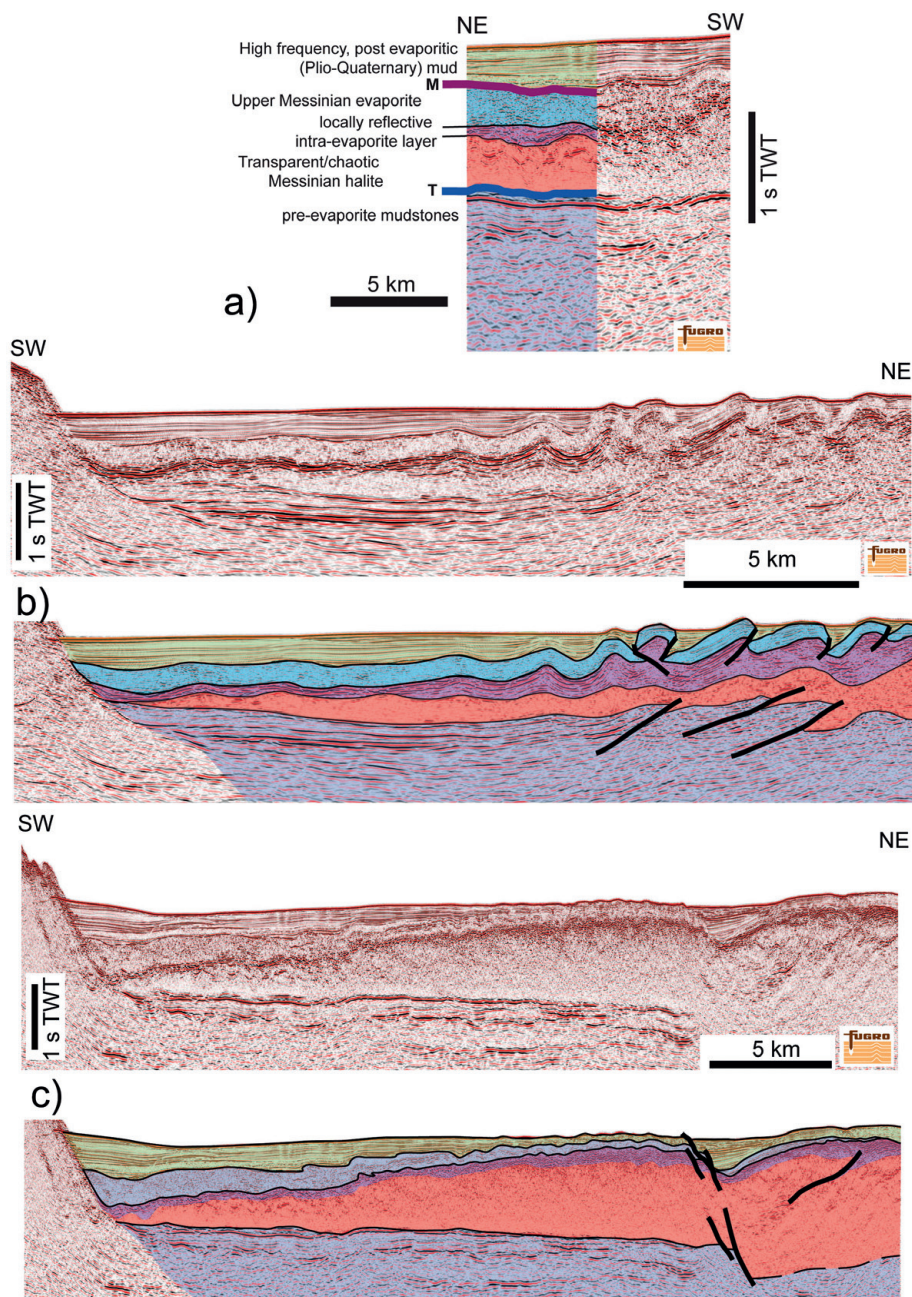 NE
SW
High frequency, post evaporitic
(Plio-Quaternary) mud
M
Upper Messinian evaporite
locally reflective
intra-evaporite layer
Transparent/chaotic
Messinian halite
T
pre-evaporite mudstones
1 s TWT
5 km
a)
fugro
SW
NE
1 s TWT
5 km
fugro
b)
SW
NE
1 s TWT
5 km
fugro
c)